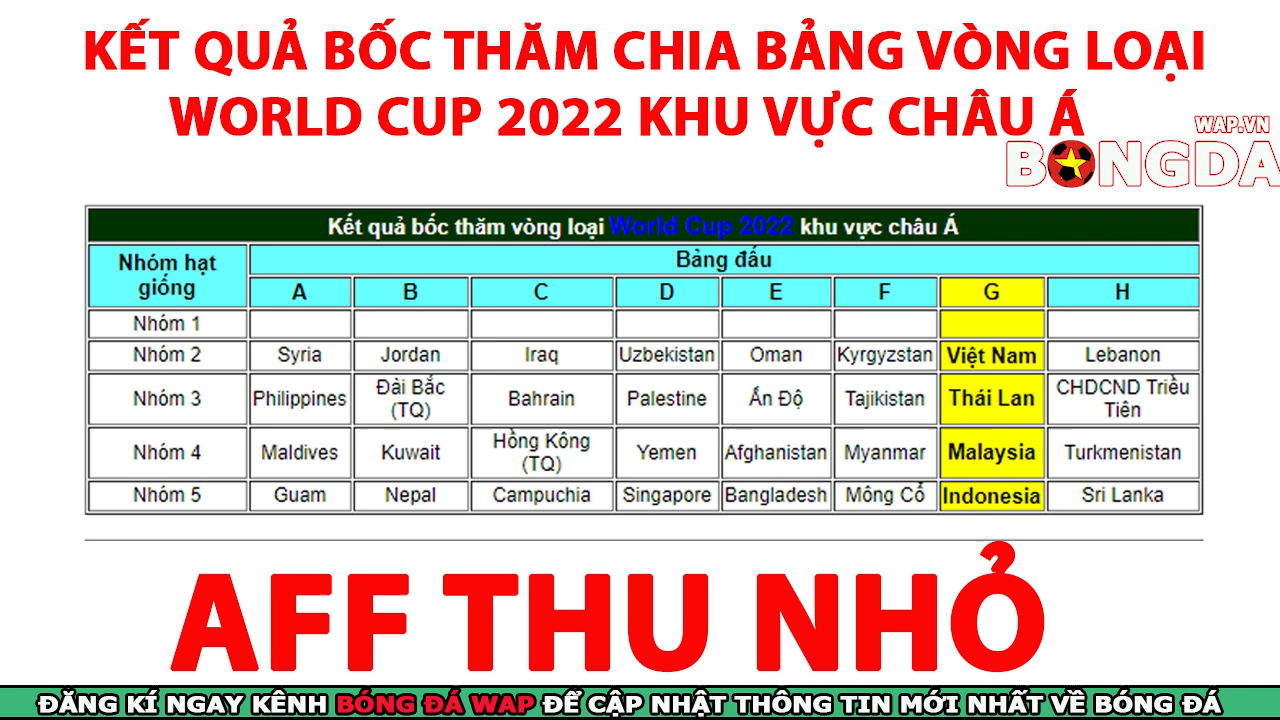 KẾT QUẢ BỐC THĂM CHIA BẢNG VÒNG LOẠI
WORLD CUP 2022 KHU VỰC CHÂU Á
WAP.VN
BONGDA
Kết quả bốc thăm vòng loại World Cup 2022 khu vực châu Á
Nhóm hạt giống Bảng đấu
A B C D E F G H
Nhóm 1
Nhóm 2 Syria Jordan Iraq Uzbekistan Oman Kyrgyzstan Việt Nam Lebanon
Nhóm 3 Philippines Đài Bắc (TQ) Bahrain Palestine Ấn Độ Tajikistan Thái Lan CHDCND Triều Tiên
Nhóm 4 Maldives Kuwait Hồng Kông (TQ) Yemen Afghanistan Myanmar Malaysia Turkmenistan
Nhóm 5 Guam Nepal Campuchia Singapore Bangladesh Mông Cổ Indonesia Sri Lanka
AFF THU NHỎ
ĐĂNG KÍ NGAY KÊNH BÓNG ĐÁ WAP ĐỂ CẬP NHẬT THÔNG TIN MỚI NHẤT VỀ BÓNG ĐÁ